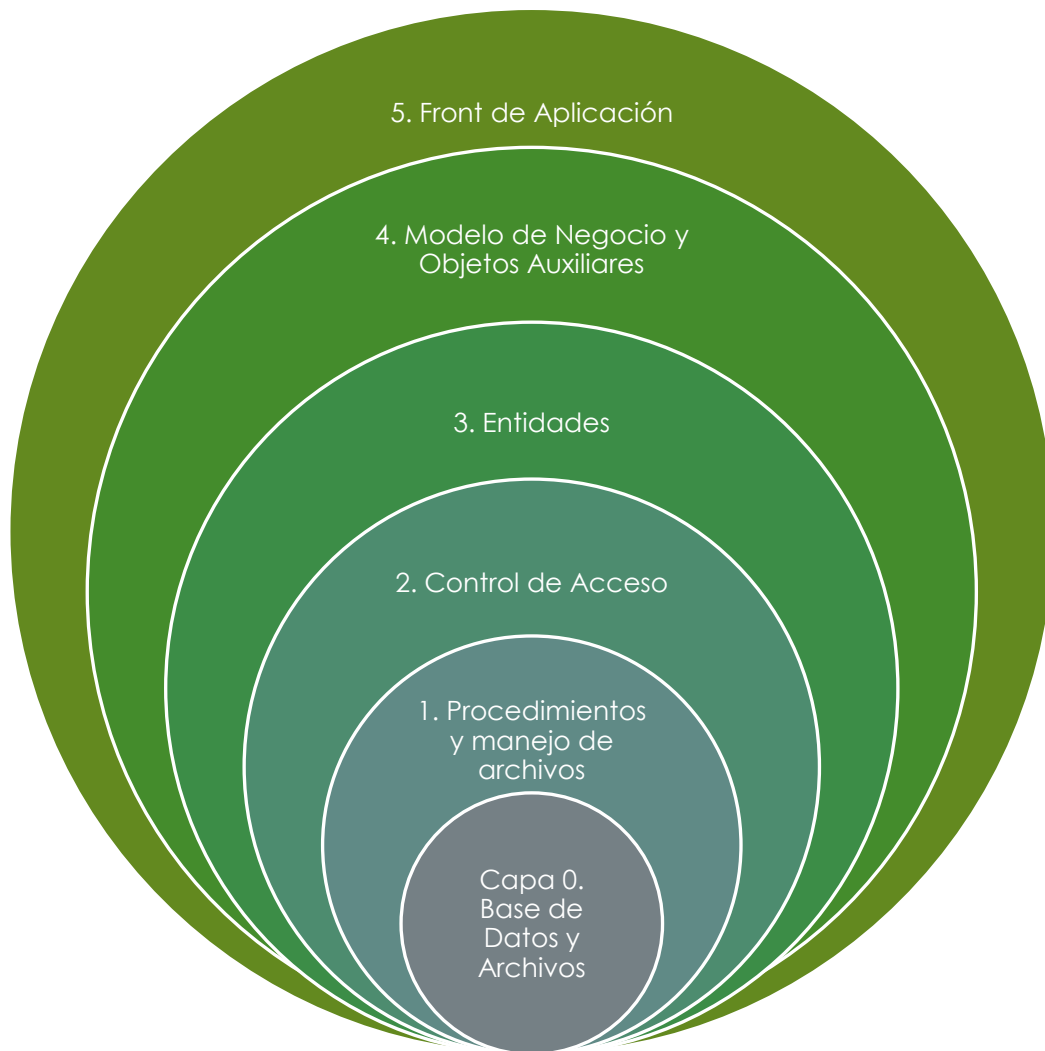 5. Front de Aplicación
4. Modelo de Negocio y
Objetos Auxiliares
3. Entidades
2. Control de Acceso
1. Procedimientos
y manejo de
archivos
Capa 0.
Base de
Datos y
Archivos